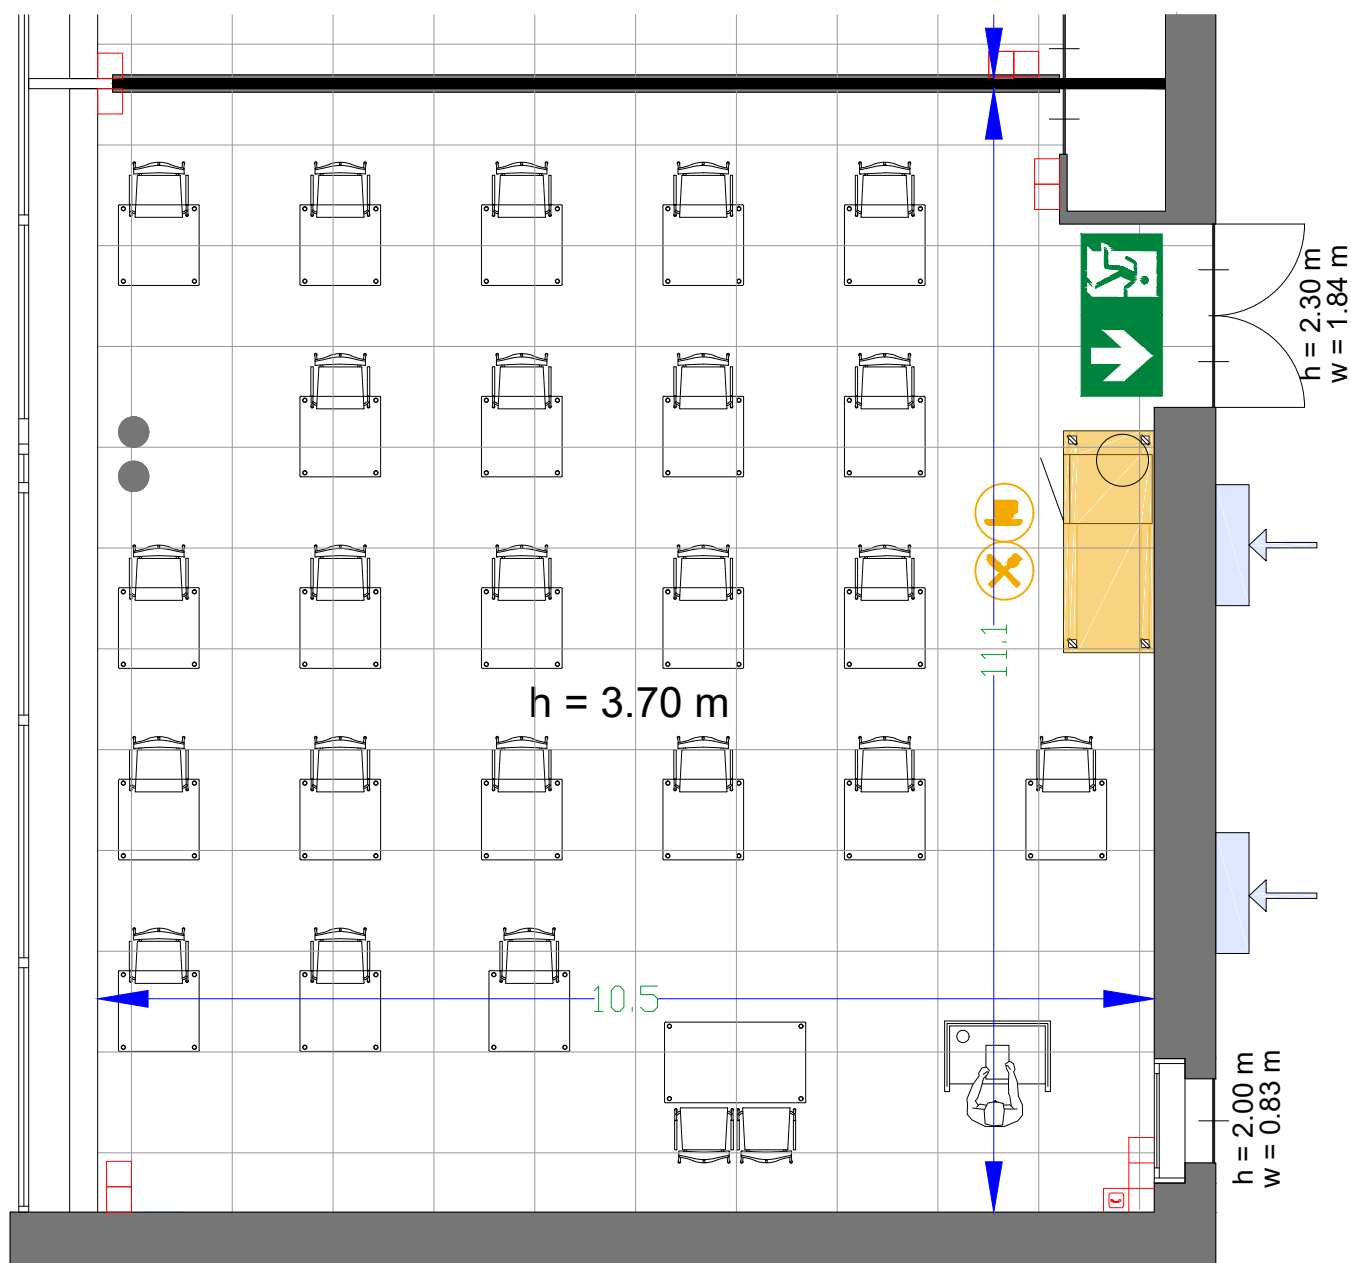 h = 2.30 m
w = 1.84 m
11.1
h = 3.70 m
10.5
h = 2.00 m
w = 0.83 m